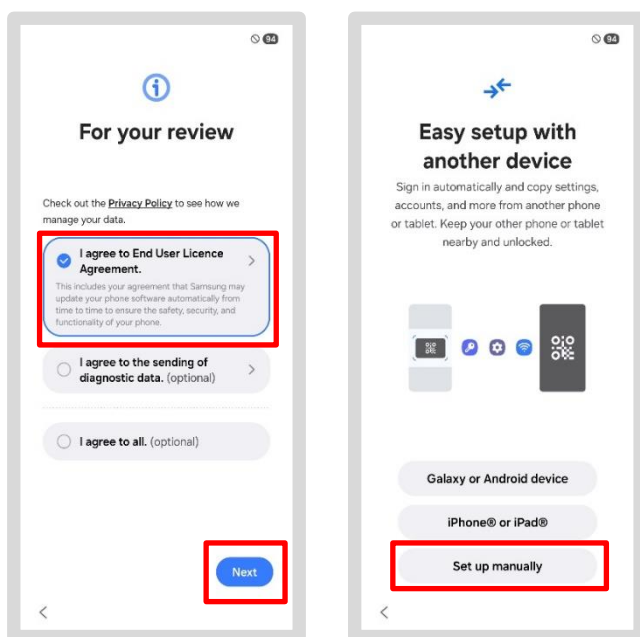 94
For your review
Check out the Privacy Policy to see how we
manage your data.
I agree to End User Licence
Agreement.
This includes your agreement that Samsung may
update your phone software automatically from
time to time to ensure the safety, security, and
functionality of your phone.
I agree to the sending of
diagnostic data. (optional)
I agree to all. (optional)
Next
94
Easy setup with
another device
Sign in automatically and copy settings,
accounts, and more from another phone
or tablet. Keep your other phone or tablet
nearby and unlocked.
Galaxy or Android device
iPhone® or iPad®
Set up manually